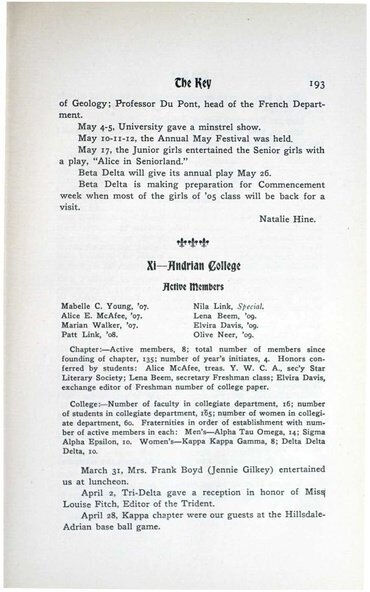 The Key 193
of Geology; Professor Du Pont, head of the French Depart-
ment.
May 4-5, University gave a minstrel show.
May 10-11-12, the Annual May Festival was held.
May 17, the Junior girls entertained the Senior girls with
a play, "Alice in Seniorland."
Beta Delta will give its annual play May 26.
Beta Delta is making preparation for Commencement
week when most of the girls of '05 class will be back for a
visit.
Natalie Hine.
Xi—Andrian College
Active Members
Mabelle C. Young, '07.
Alice E. McAfee, '07.
Marian Walker, '07.
Patt Link, '08.
Nila Link, Special.
Lena Beem, '09.
Elvira Davis, '09.
Olive Neer, '09.
Chapter:—Active members, 8; total number of members since
founding of chapter, 135; number of year's initiates, 4. Honors con-
ferred by students: Alice McAfee, treas. Y. W. C. A., sec'y Star
Literary Society; Lena Beem, secretary Freshman class; Elvira Davis,
exchange editor of Freshman number of college paper.
College:—Number of faculty in collegiate department, 16; number
of students in collegiate department, 165; number of women in collegi-
ate department, 60. Fraternities in order of establishment with num-
ber of active members in each: Men's—Alpha Tau Omega, 14; Sigma
Alpha Epsilon, 10. Women's—Kappa Kappa Gamma, 8; Delta Delta
Delta, 10.
March 31, Mrs. Frank Boyd (Jennie Gilkey) entertained
us at luncheon.
April 2, Tri-Delta gave a reception in honor of Miss
Louise Fitch, Editor of the Trident.
April 28, Kappa chapter were our guests at the Hillsdale-
Adrian base ball game.